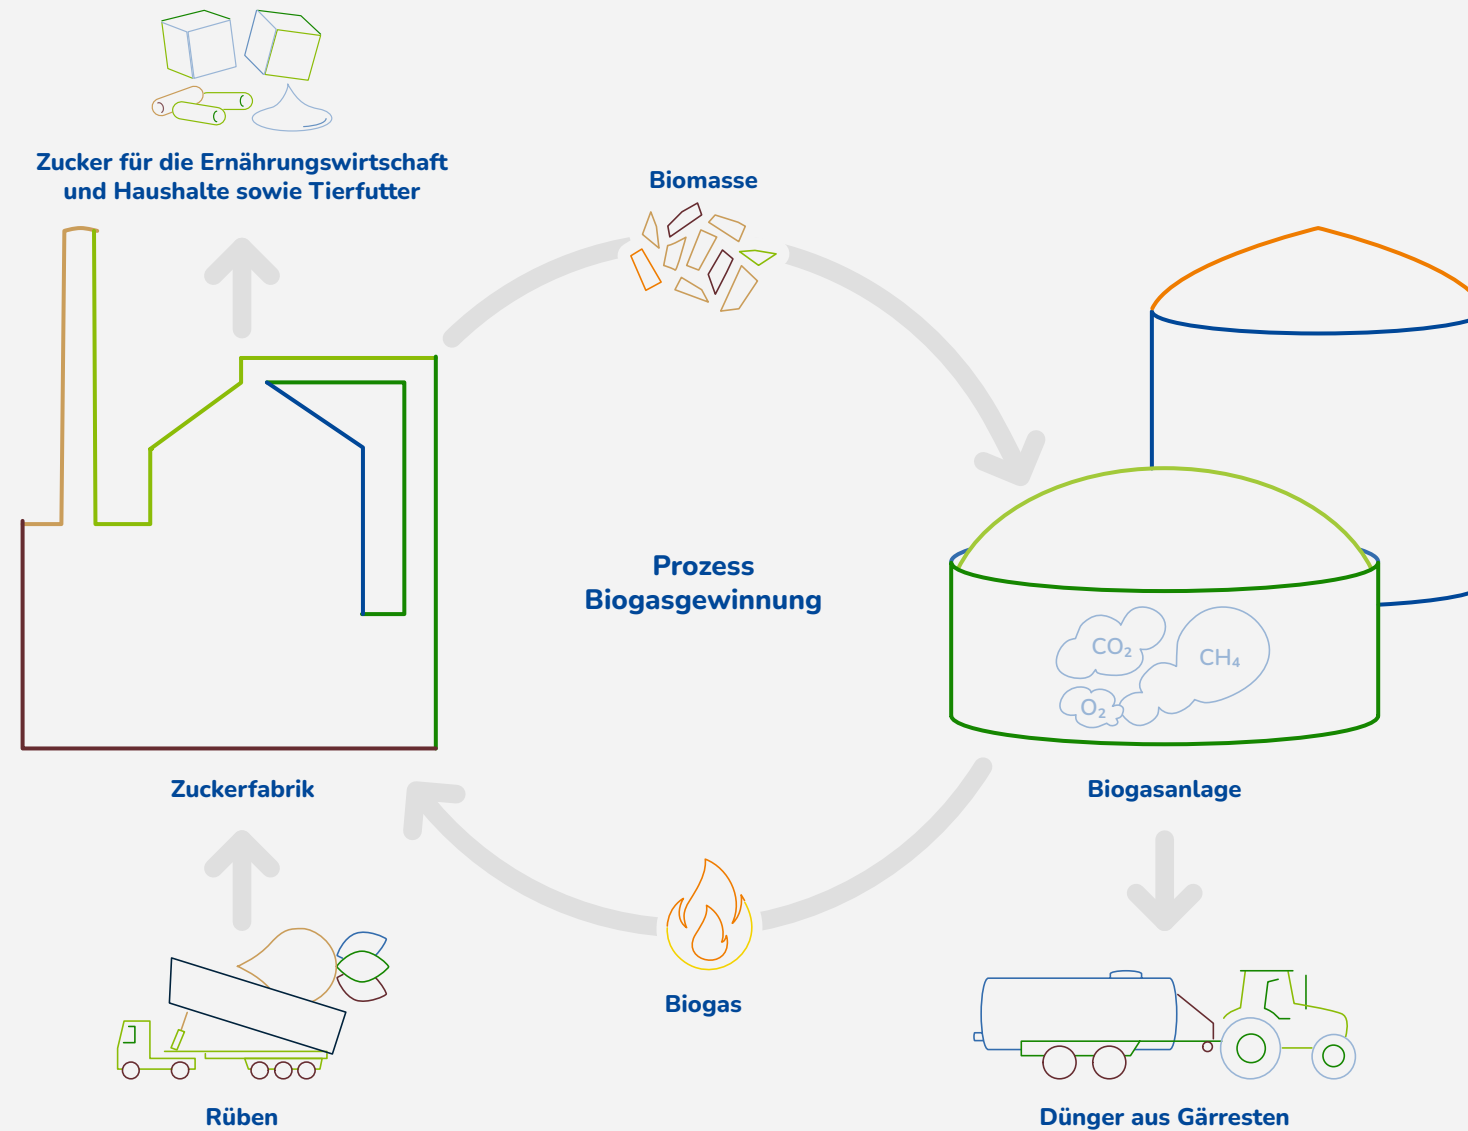 Zucker für die Ernährungswirtschaft
und Haushalte sowie Tierfutter
Biomasse
Prozess
Biogasgewinnung
CO₂
CH₄
O₂
Zuckerfabrik
Biogasanlage
Biogas
Rüben
Dünger aus Gärresten